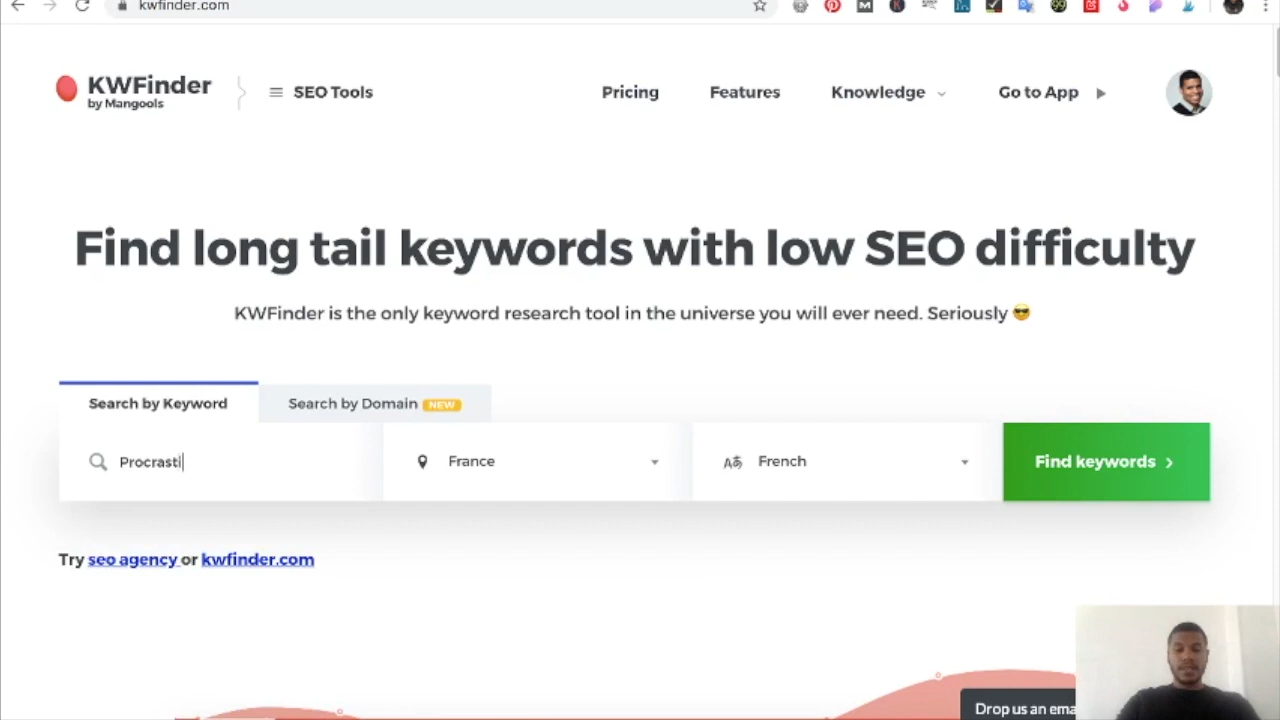 kwfinder.com
KWFinder
by Mangools
SEO Tools
Pricing
Features
Knowledge
Go to App
Find long tail keywords with low SEO difficulty
KWFinder is the only keyword research tool in the universe you will ever need. Seriously 😎
Search by Keyword
Search by Domain NEW
Procrasti
France
French
Find keywords
Try seo agency or kwfinder.com
Drop us an ema